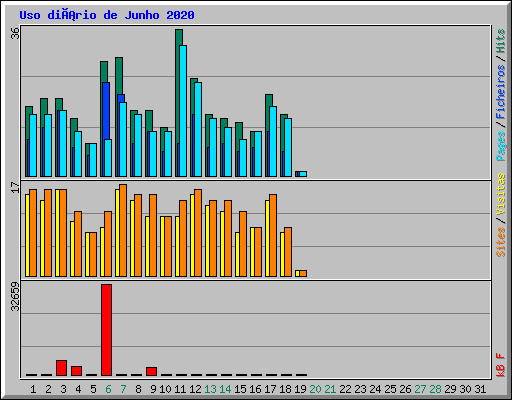 Uso diÃ¡rio de Junho 2020
36
17
32659
Pages / Ficheiros / Hits
Sites / Visitas
kB F
1 2 3 4 5 6 7 8 9 10 11 12 13 14 15 16 17 18 19 20 21 22 23 24 25 26 27 28 29 30 31